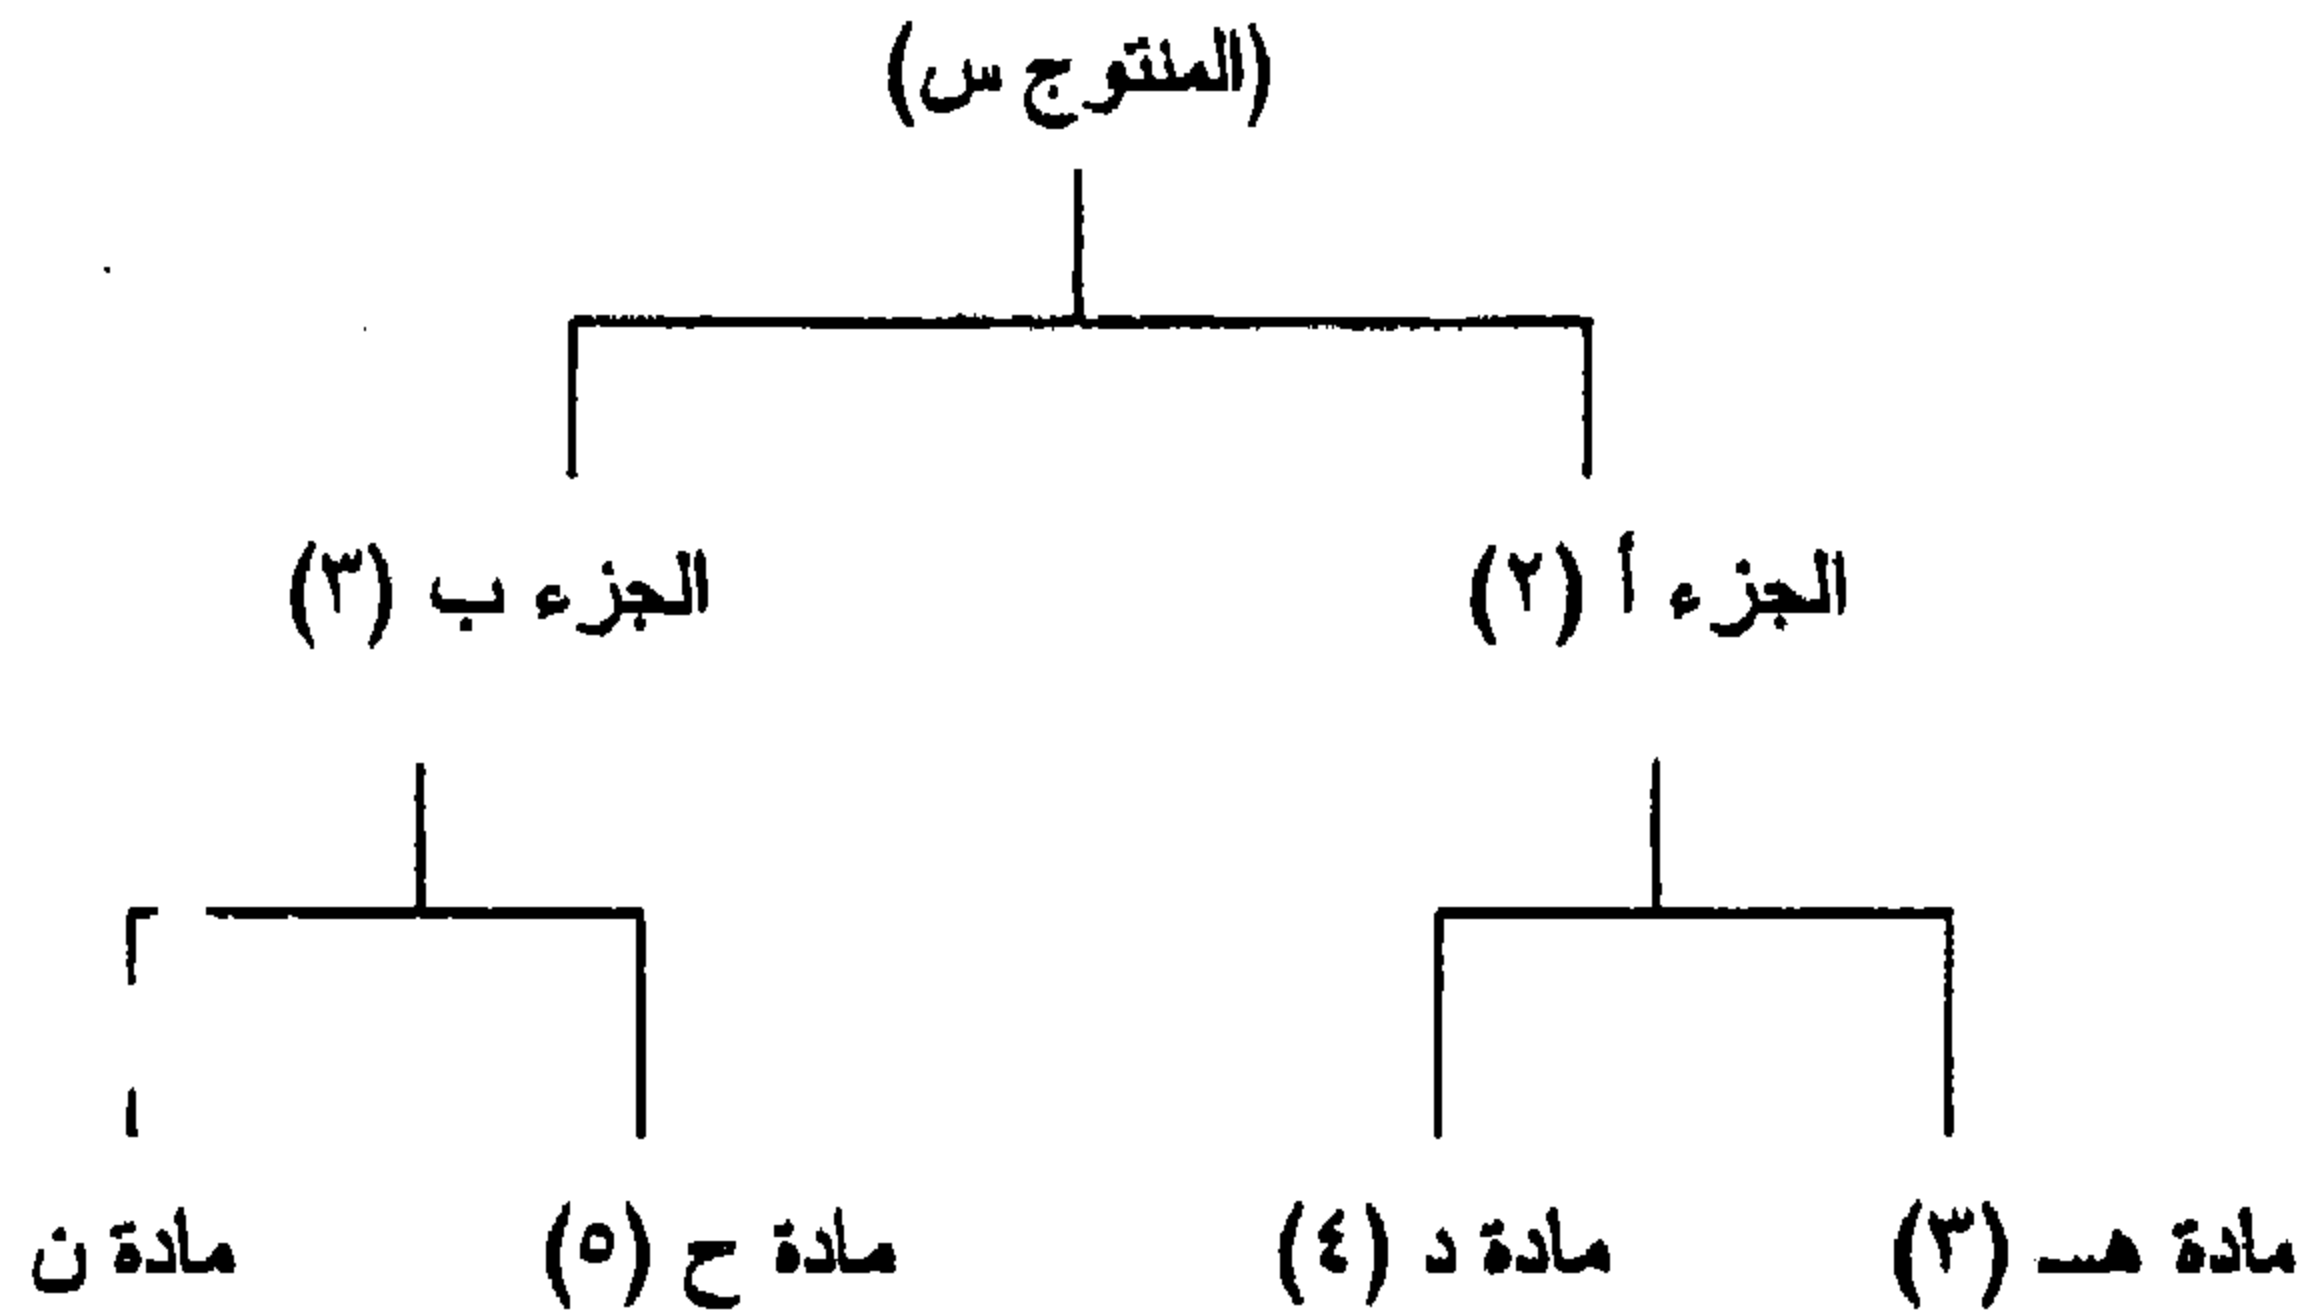 (المنتوج س)
الجزء أ (٢) الجزء ب (٣)
مادة هـ (٣) مادة د (٤) مادة ح (٥) مادة ن